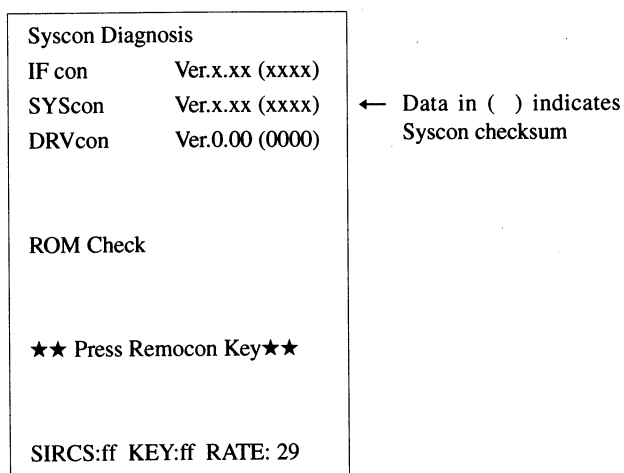 Syscon Diagnosis
IF con Ver.x.xx (xxxx)
SYScon Ver.x.xx (xxxx)
DRVcon Ver.0.00 (0000)
← Data in ( ) indicates
Syscon checksum
ROM Check
★★ Press Remocon Key★★
SIRCS:ff KEY:ff RATE: 29